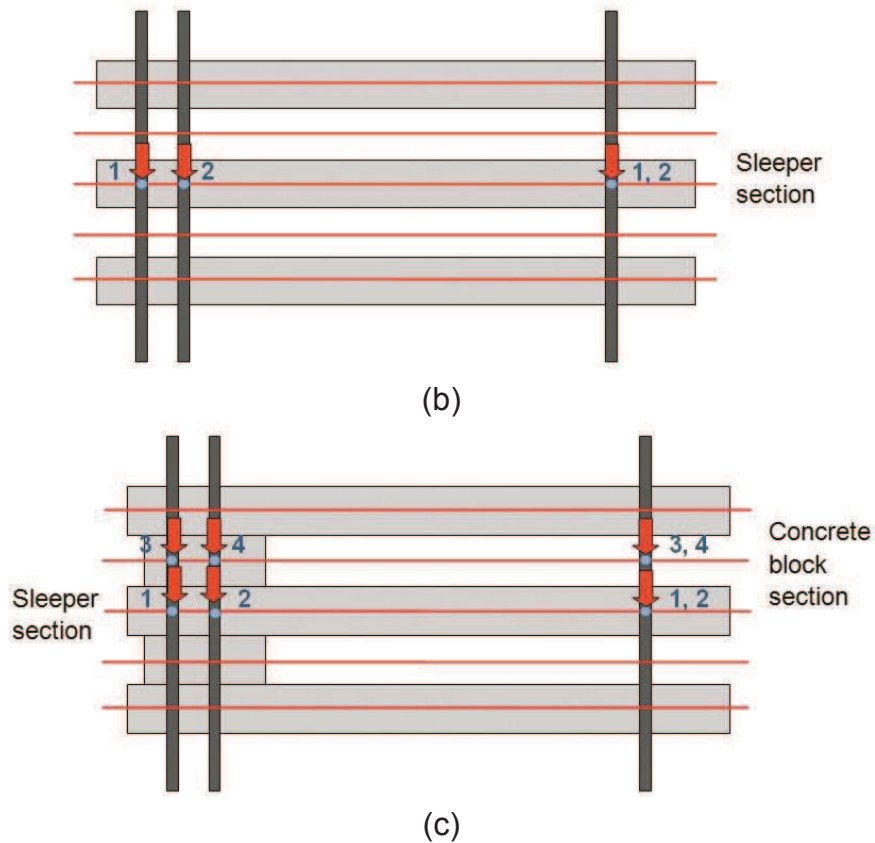 1
2
1, 2
Sleeper
section
(b)
3
4
3, 4
Concrete
block
section
Sleeper
section
1
2
1, 2
(c)